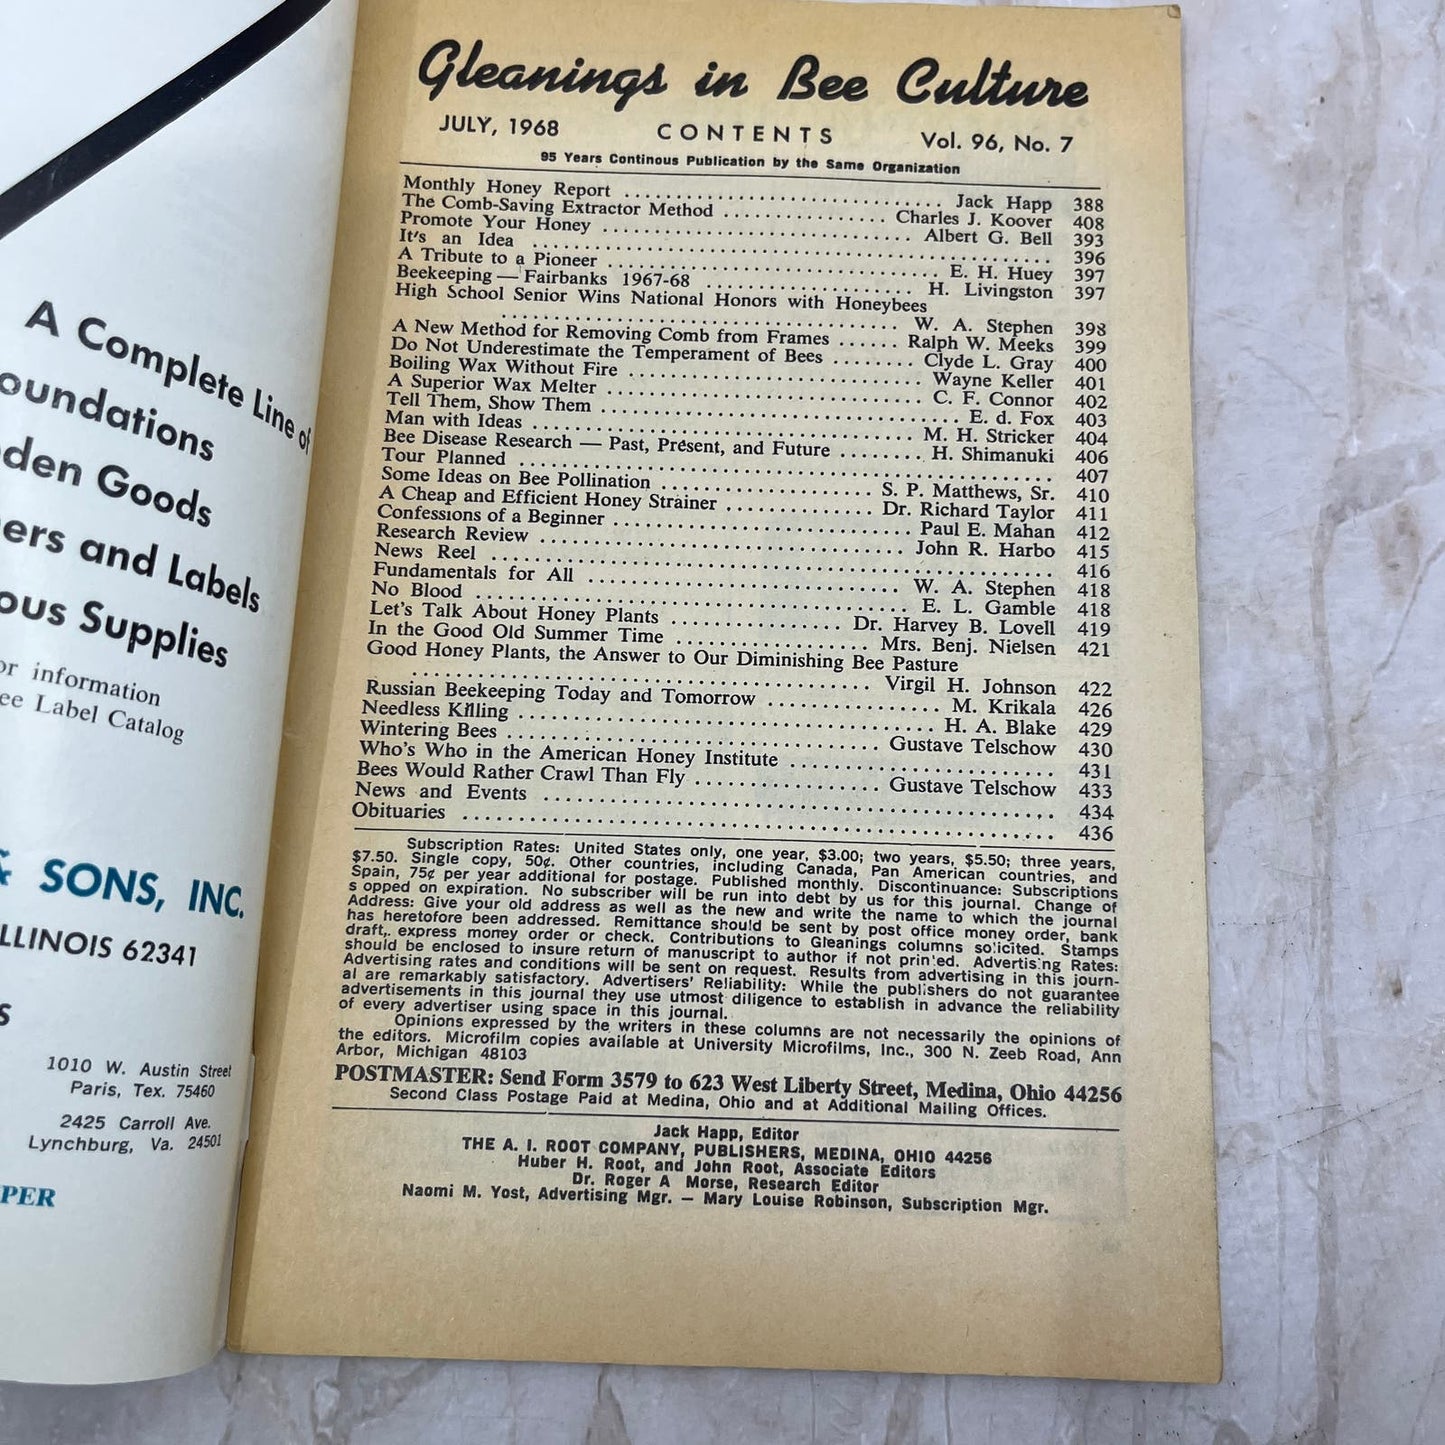 A Complete Line of
oundations
den Goods
ers and Labels
ous Supplies
or information
ee Label Catalog
& SONS, INC.
LLINOIS 62341
S
1010 W. Austin Street
Paris, Tex. 75460
2425 Carroll Ave.
Lynchburg, Va. 24501
PER
Gleanings in Bee Culture
JULY, 1968 CONTENTS Vol. 96, No. 7
95 Years Continous Publication by the Same Organization
Monthly Honey Report ........ Jack Happ 388
The Comb-Saving Extractor Method ........ Charles J. Koover 408
Promote Your Honey ........ Albert G. Bell 393
It's an Idea ........ 396
A Tribute to a Pioneer ........ E. H. Huey 397
Beekeeping — Fairbanks 1967-68 ........ H. Livingston 397
High School Senior Wins National Honors with Honeybees
........ W. A. Stephen 398
A New Method for Removing Comb from Frames ...... Ralph W. Meeks 399
Do Not Underestimate the Temperament of Bees ........ Clyde L. Gray 400
Boiling Wax Without Fire ........ Wayne Keller 401
A Superior Wax Melter ........ C. F. Connor 402
Tell Them, Show Them ........ E. d. Fox 403
Man with Ideas ........ M. H. Stricker 404
Bee Disease Research — Past, Present, and Future ........ H. Shimanuki 406
Tour Planned ........ 407
Some Ideas on Bee Pollination ........ S. P. Matthews, Sr. 410
A Cheap and Efficient Honey Strainer ........ Dr. Richard Taylor 411
Confessions of a Beginner ........ Paul E. Mahan 412
Research Review ........ John R. Harbo 415
News Reel ........ 416
Fundamentals for All ........ W. A. Stephen 418
No Blood ........ E. L. Gamble 418
Let's Talk About Honey Plants ........ Dr. Harvey B. Lovell 419
In the Good Old Summer Time ........ Mrs. Benj. Nielsen 421
Good Honey Plants, the Answer to Our Diminishing Bee Pasture
........ Virgil H. Johnson 422
Russian Beekeeping Today and Tomorrow ........ M. Krikala 426
Needless Killing ........ H. A. Blake 429
Wintering Bees ........ Gustave Telschow 430
Who's Who in the American Honey Institute ........ 431
Bees Would Rather Crawl Than Fly ........ Gustave Telschow 433
News and Events ........ 434
Obituaries ........ 436
Subscription Rates: United States only, one year, $3.00; two years, $5.50; three years,
$7.50. Single copy, 50¢. Other countries, including Canada, Pan American countries, and
Spain, 75¢ per year additional for postage. Published monthly. Discontinuance: Subscriptions
s opped on expiration. No subscriber will be run into debt by us for this journal. Change of
Address: Give your old address as well as the new and write the name to which the journal
has heretofore been addressed. Remittance should be sent by post office money order, bank
draft, express money order or check. Contributions to Gleanings columns solicited. Stamps
should be enclosed to insure return of manuscript to author if not printed. Advertising Rates:
Advertising rates and conditions will be sent on request. Results from advertising in this journ-
al are remarkably satisfactory. Advertisers' Reliability: While the publishers do not guarantee
advertisements in this journal they use utmost diligence to establish in advance the reliability
of every advertiser using space in this journal.
Opinions expressed by the writers in these columns are not necessarily the opinions of
the editors. Microfilm copies available at University Microfilms, Inc., 300 N. Zeeb Road, Ann
Arbor, Michigan 48103
POSTMASTER: Send Form 3579 to 623 West Liberty Street, Medina, Ohio 44256
Second Class Postage Paid at Medina, Ohio and at Additional Mailing Offices.
Jack Happ, Editor
THE A. I. ROOT COMPANY, PUBLISHERS, MEDINA, OHIO 44256
Huber H. Root, and John Root, Associate Editors
Dr. Roger A Morse, Research Editor
Naomi M. Yost, Advertising Mgr. — Mary Louise Robinson, Subscription Mgr.